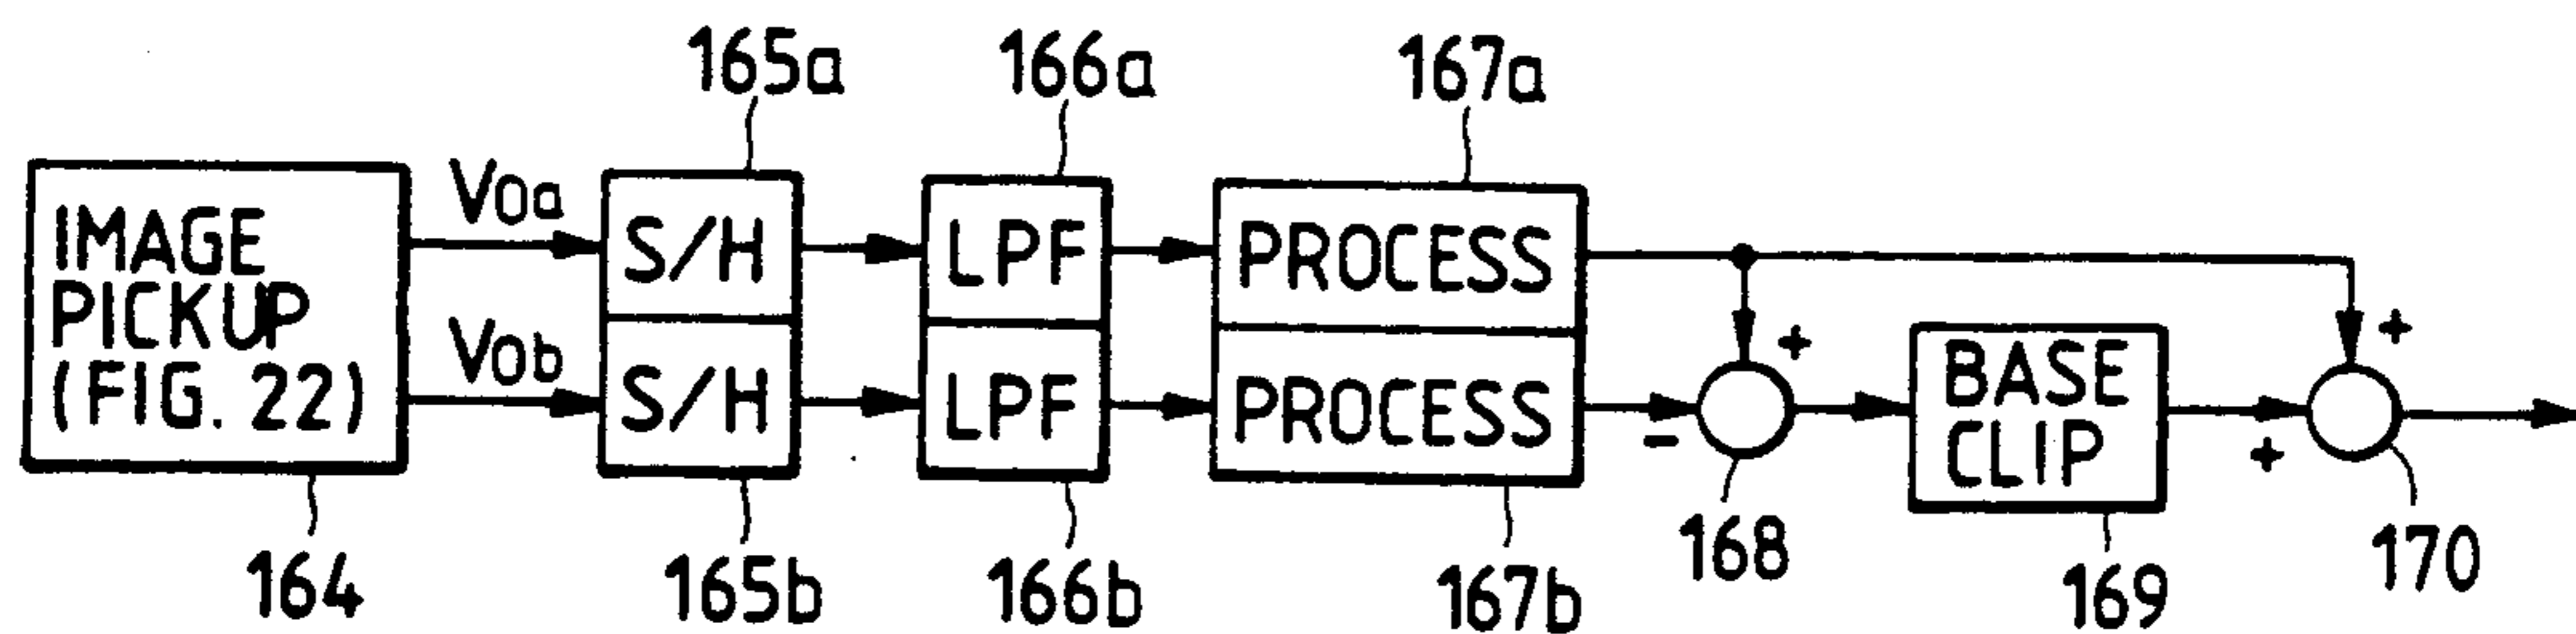 165a 166a 167a
IMAGE
PICKUP
(FIG. 22)
V0a
V0b
S/H LPF PROCESS
S/H LPF PROCESS
+
−
BASE
CLIP
+
+
164 165b 166b 167b 168 169 170